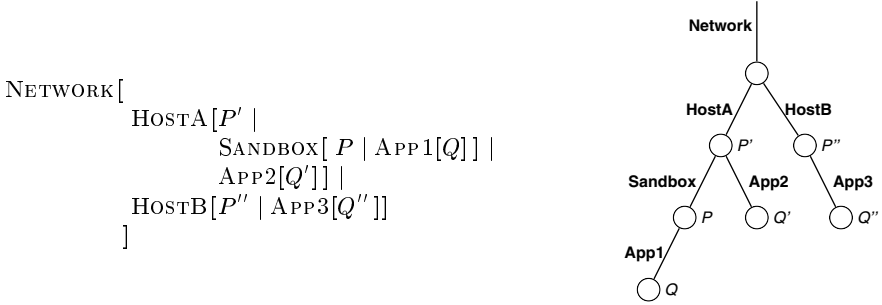 NETWORK[
HOSTA[P′ |
SANDBOX[ P | APP1[Q] ] |
APP2[Q′] ] |
HOSTB[P″ | APP3[Q″ ]]
]
Network
HostA
HostB
P'
P''
Sandbox
App2
App3
P
Q'
Q''
App1
Q